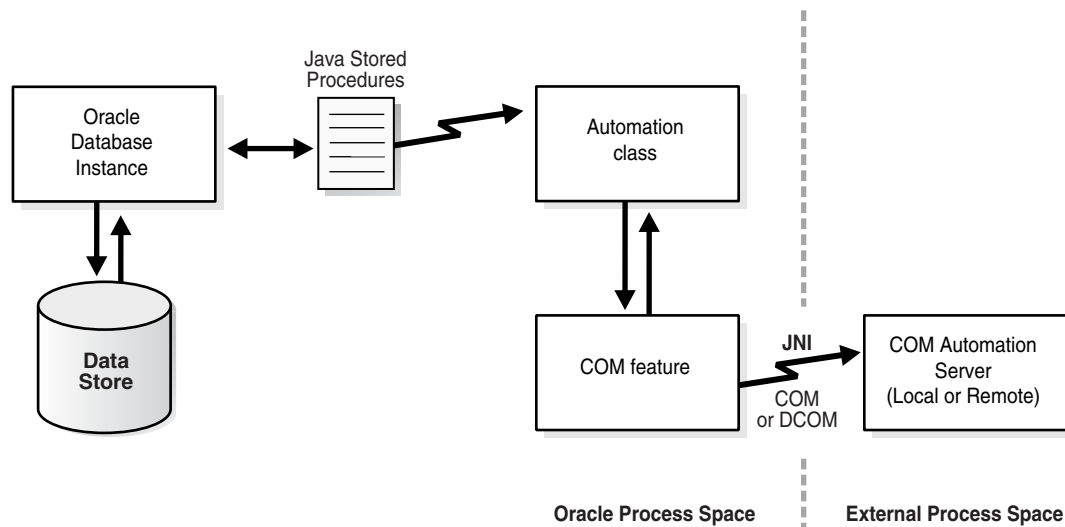 Java Stored
Procedures
Oracle
Database
Instance
Automation
class
Data
Store
COM feature
JNI
COM
or DCOM
COM Automation
Server
(Local or Remote)
Oracle Process Space
External Process Space